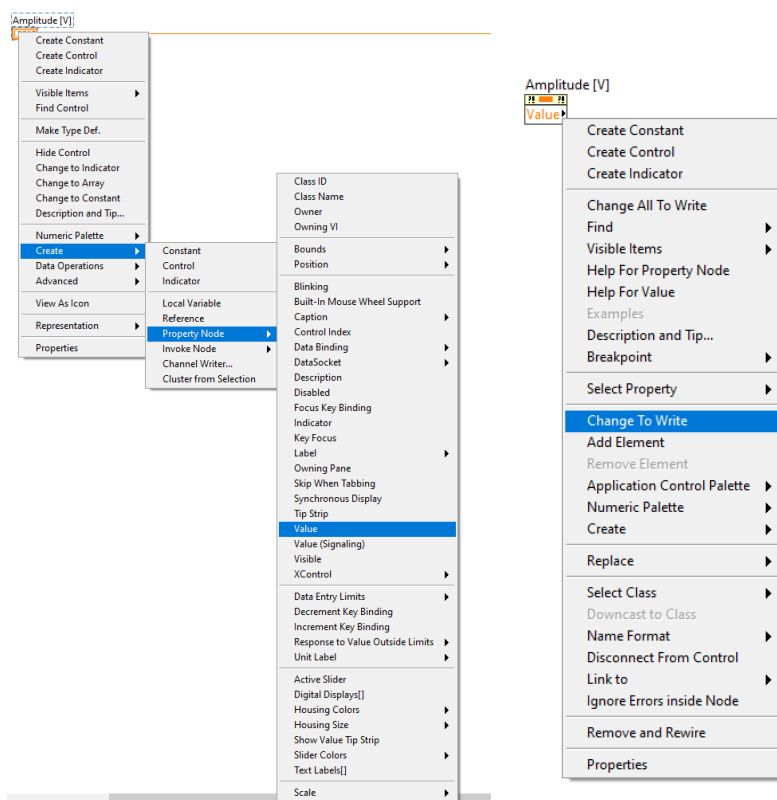 Amplitude [V]
Create Constant
Create Control
Create Indicator
Visible Items
Find Control
Make Type Def.
Hide Control
Change to Indicator
Change to Array
Change to Constant
Description and Tip...
Numeric Palette
Create
Data Operations
Advanced
View As Icon
Representation
Properties
Constant
Control
Indicator
Local Variable
Reference
Property Node
Invoke Node
Channel Writer...
Cluster from Selection
Class ID
Class Name
Owner
Owning VI
Bounds
Position
Blinking
Built-In Mouse Wheel Support
Caption
Control Index
Data Binding
DataSocket
Description
Disabled
Focus Key Binding
Indicator
Key Focus
Label
Owning Pane
Skip When Tabbing
Synchronous Display
Tip Strip
Value
Value (Signaling)
Visible
XControl
Data Entry Limits
Decrement Key Binding
Increment Key Binding
Response to Value Outside Limits
Unit Label
Active Slider
Digital Displays[]
Housing Colors
Housing Size
Show Value Tip Strip
Slider Colors
Text Labels[]
Scale
Amplitude [V]
Value
Create Constant
Create Control
Create Indicator
Change All To Write
Find
Visible Items
Help For Property Node
Help For Value
Examples
Description and Tip...
Breakpoint
Select Property
Change To Write
Add Element
Remove Element
Application Control Palette
Numeric Palette
Create
Replace
Select Class
Downcast to Class
Name Format
Disconnect From Control
Link to
Ignore Errors inside Node
Remove and Rewire
Properties